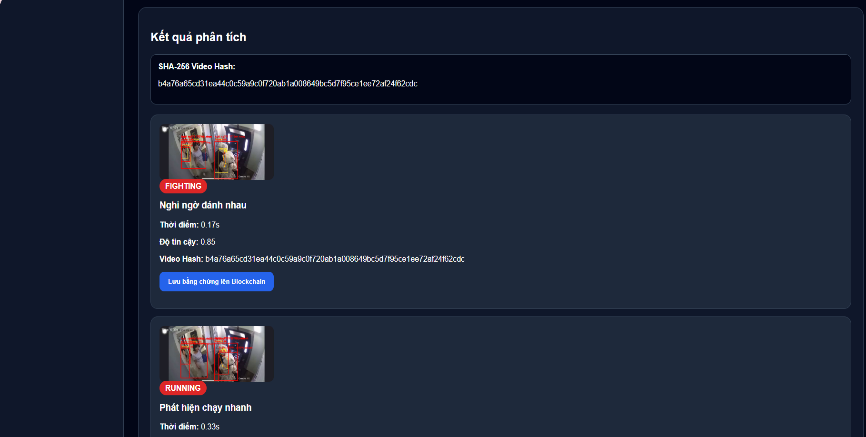 Kết quả phân tích
SHA-256 Video Hash:
b4a76a65cd31ea44c0c59a9c0f720ab1a008649bc5d7f95ce1ee72af24f62cdc
FIGHTING
Nghi ngờ đánh nhau
Thời điểm: 0.17s
Độ tin cậy: 0.85
Video Hash: b4a76a65cd31ea44c0c59a9c0f720ab1a008649bc5d7f95ce1ee72af24f62cdc
Lưu bằng chứng lên Blockchain
RUNNING
Phát hiện chạy nhanh
Thời điểm: 0.33s